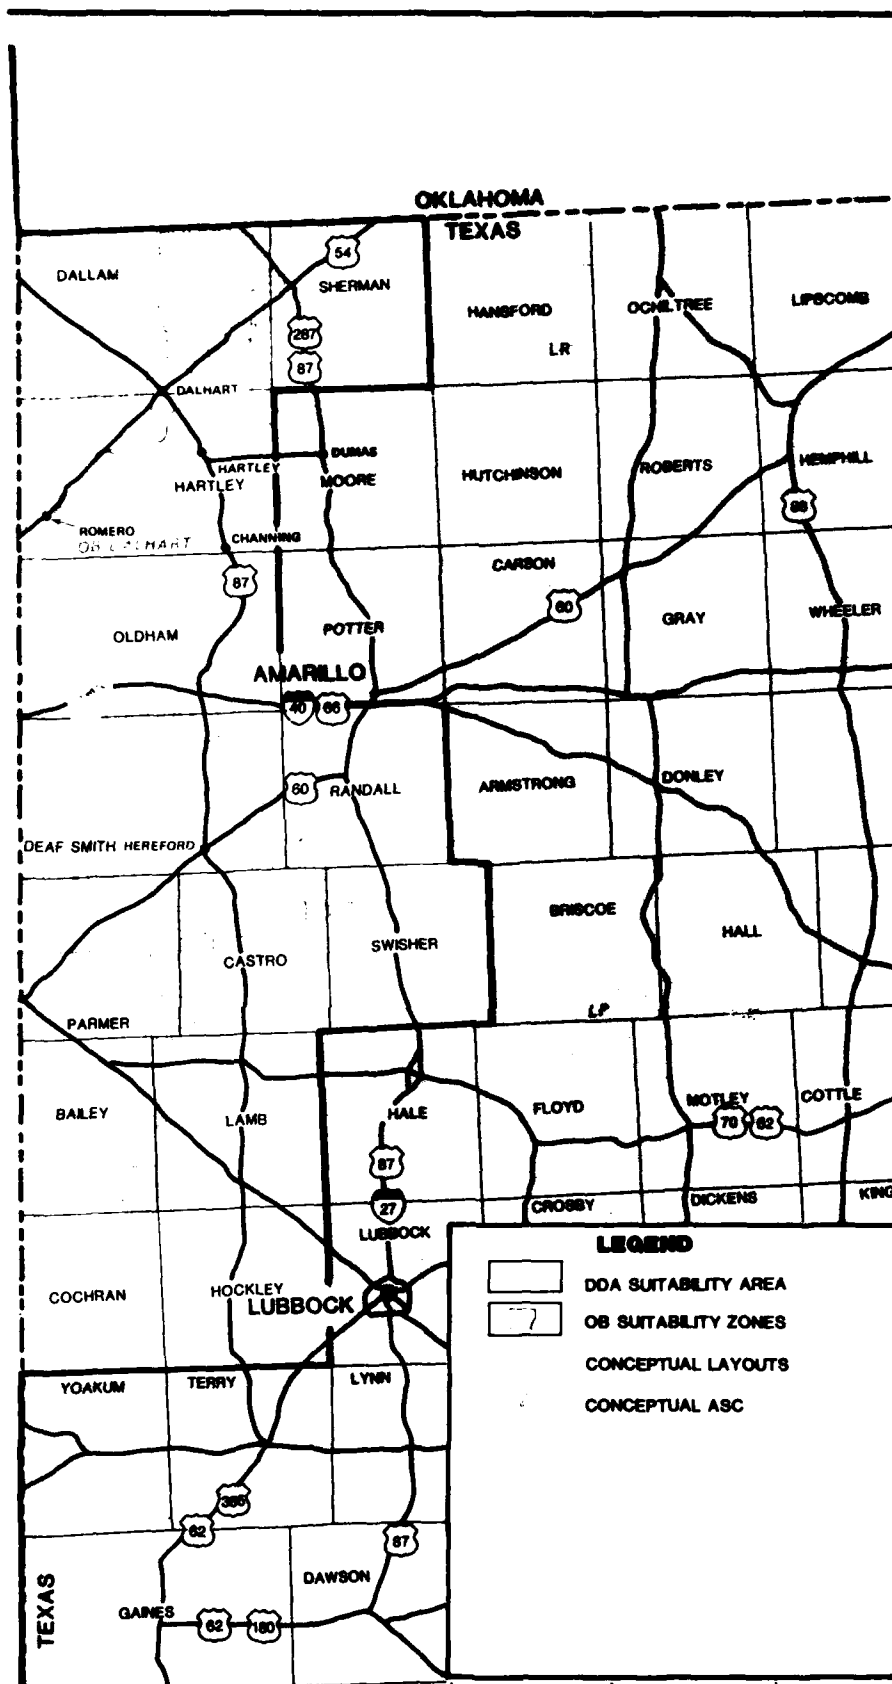 OKLAHOMA
TEXAS
54
DALLAM
SHERMAN
HANSFORD
OCHILTREE
LIPSCOMB
287
LR
87
DALHART
DUMAS
HARTLEY
HARTLEY
MOORE
HUTCHINSON
ROBERTS
HEMPHILL
ROMERO
CHANNING
OB DALHART
CARSON
87
60
OLDHAM
POTTER
GRAY
WHEELER
AMARILLO
40
66
60
RANDALL
ARMSTRONG
DONLEY
DEAF SMITH
HEREFORD
BRISCOE
HALL
CASTRO
SWISHER
PARMER
BAILEY
LAMB
HALE
FLOYD
MOTLEY
COTTLE
70
62
87
27
CROSBY
DICKENS
KING
LUBBOCK
COCHRAN
HOCKLEY
LUBBOCK
LEGEND
DDA SUITABILITY AREA
OB SUITABILITY ZONES
CONCEPTUAL LAYOUTS
CONCEPTUAL ASC
YOAKUM
TERRY
LYNN
385
62
87
DAWSON
GAINES
62
180
TEXAS